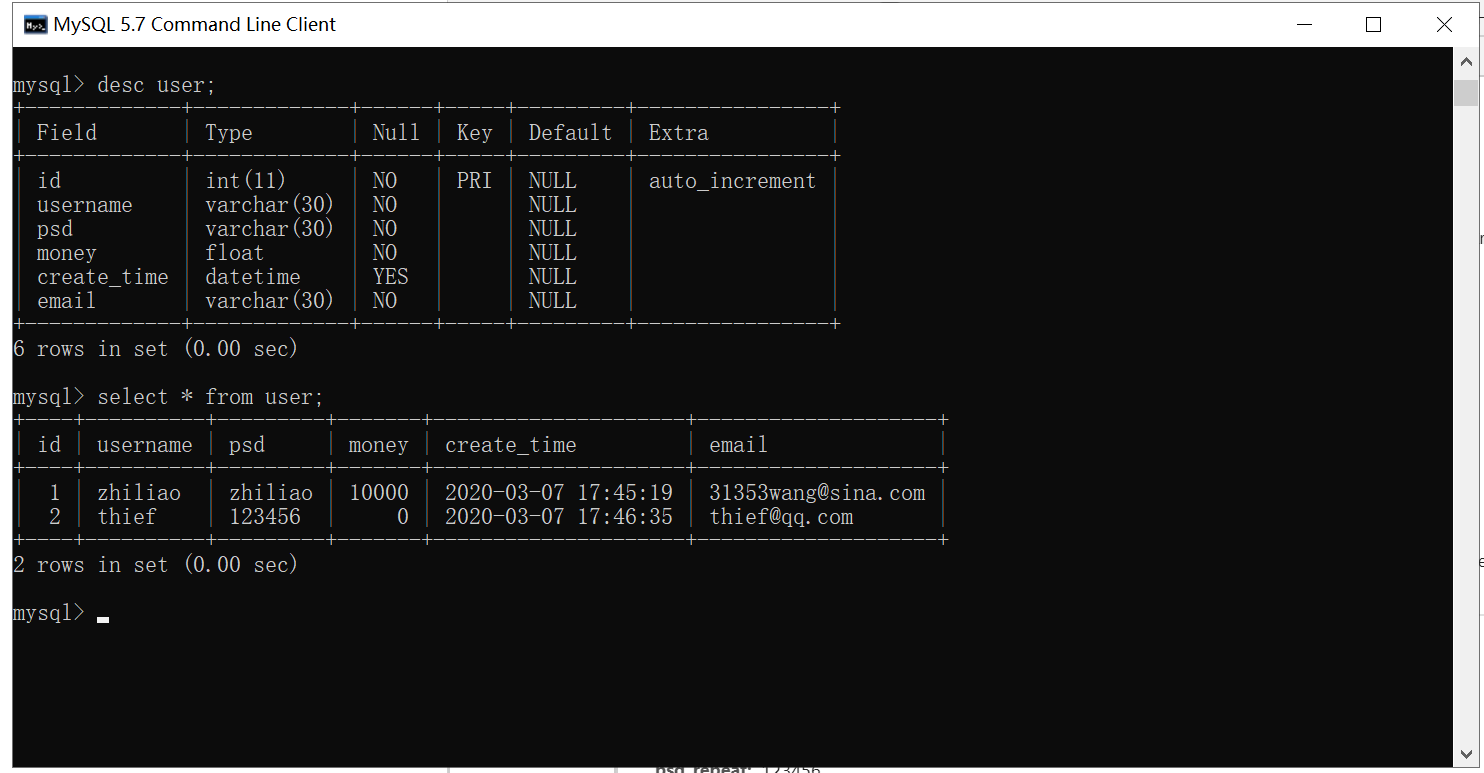 MySQL 5.7 Command Line Client
mysql> desc user;
+-------------+-------------+------+-----+---------+----------------+
| Field | Type | Null | Key | Default | Extra |
+-------------+-------------+------+-----+---------+----------------+
| id | int(11) | NO | PRI | NULL | auto_increment |
| username | varchar(30) | NO | | NULL | |
| psd | varchar(30) | NO | | NULL | |
| money | float | NO | | NULL | |
| create_time | datetime | YES | | NULL | |
| email | varchar(30) | NO | | NULL | |
+-------------+-------------+------+-----+---------+----------------+
6 rows in set (0.00 sec)
mysql> select * from user;
+----+----------+---------+-------+---------------------+--------------------+
| id | username | psd | money | create_time | email |
+----+----------+---------+-------+---------------------+--------------------+
| 1 | zhiliao | zhiliao | 10000 | 2020-03-07 17:45:19 | 31353wang@sina.com |
| 2 | thief | 123456 | 0 | 2020-03-07 17:46:35 | thief@qq.com |
+----+----------+---------+-------+---------------------+--------------------+
2 rows in set (0.00 sec)
mysql>
psd_repeat: 123456